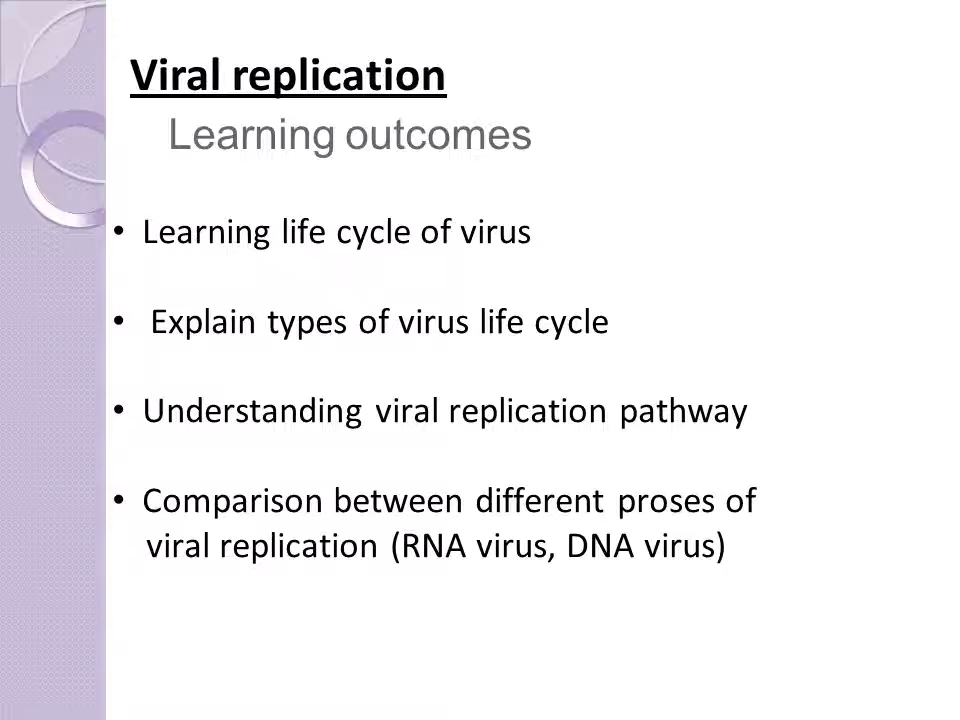 Viral replication
Learning outcomes
• Learning life cycle of virus
• Explain types of virus life cycle
• Understanding viral replication pathway
• Comparison between different proses of
viral replication (RNA virus, DNA virus)